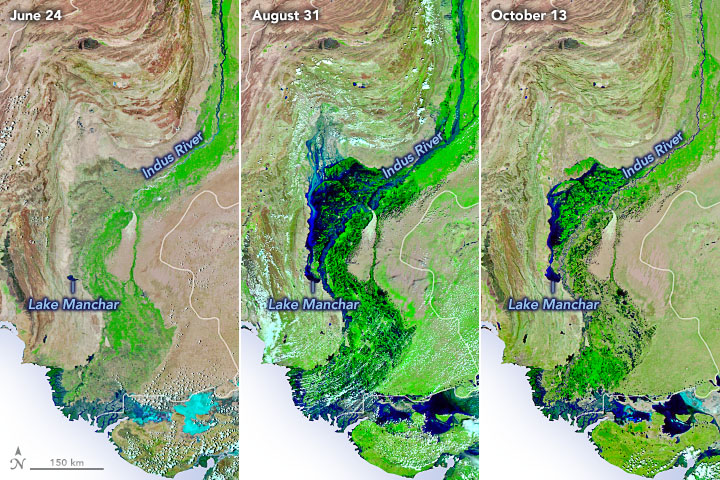 June 24
Indus River
Lake Manchar
N
150 km
August 31
Indus River
Lake Manchar
October 13
Indus River
Lake Manchar